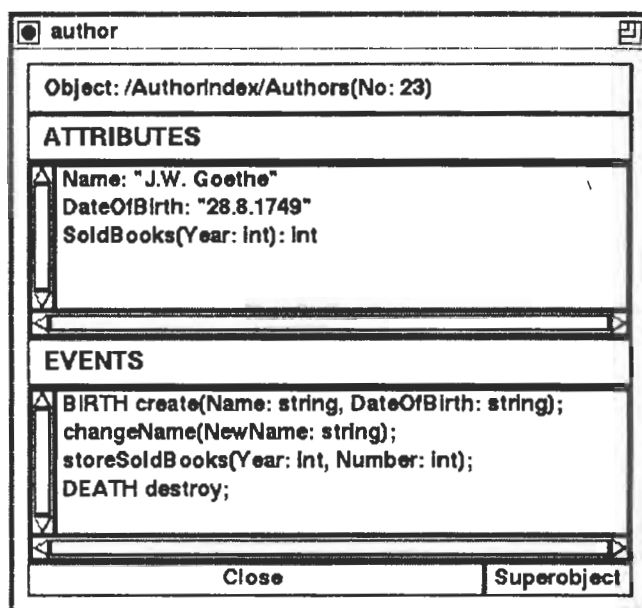 author
Object: /AuthorIndex/Authors(No: 23)
ATTRIBUTES
Name: "J.W. Goethe"
DateOfBirth: "28.8.1749"
SoldBooks(Year: int): int
EVENTS
BIRTH create(Name: string, DateOfBirth: string);
changeName(NewName: string);
storeSoldBooks(Year: int, Number: int);
DEATH destroy;
Close
Superobject